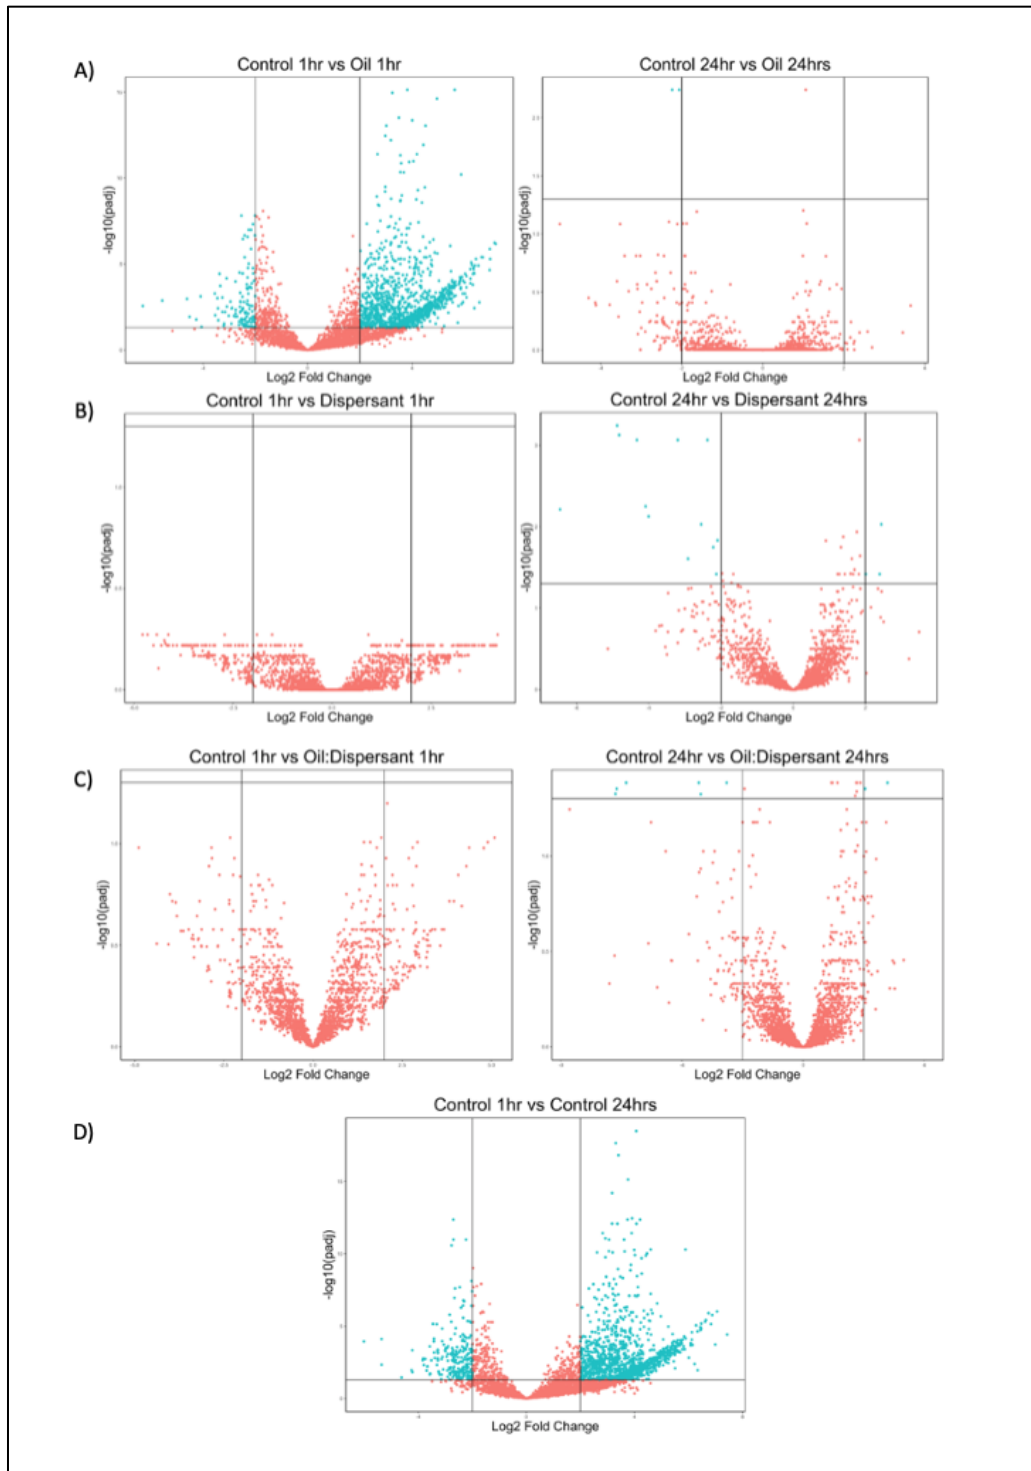 A)
Control 1hr vs Oil 1hr
Control 24hr vs Oil 24hrs
-log10(padj)
-log10(padj)
Log2 Fold Change
Log2 Fold Change
B)
Control 1hr vs Dispersant 1hr
Control 24hr vs Dispersant 24hrs
-log10(padj)
-log10(padj)
Log2 Fold Change
Log2 Fold Change
C)
Control 1hr vs Oil:Dispersant 1hr
Control 24hr vs Oil:Dispersant 24hrs
-log10(padj)
-log10(padj)
Log2 Fold Change
Log2 Fold Change
D)
Control 1hr vs Control 24hrs
-log10(padj)
Log2 Fold Change